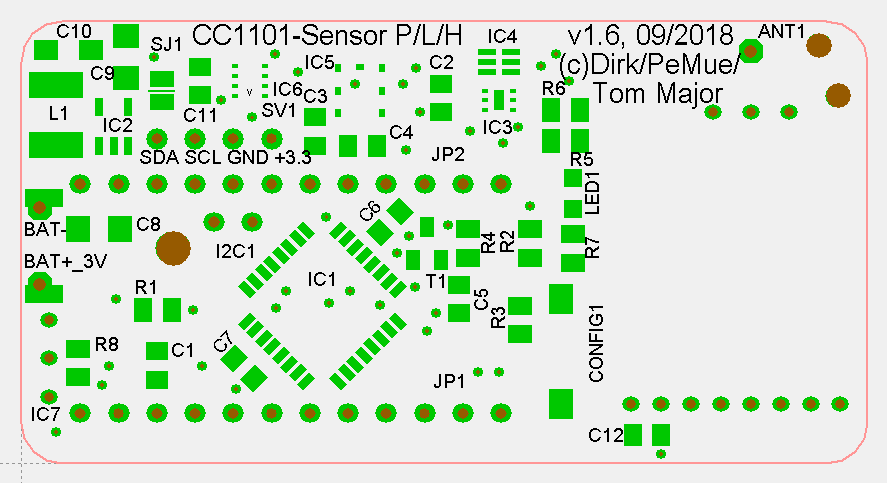 C10
SJ1
CC1101-Sensor P/L/H
IC4
v1.6, 09/2018
ANT1
C9
IC5
C2
(c)Dirk/PeMue/
L1
IC6
R6
Tom Major
C11
v
SV1
C3
IC2
IC3
C4
SDA SCL GND +3.3
JP2
R5
LED1
BAT-
C8
C6
I2C1
R4
R2
R7
BAT+_3V
IC1
T1
R1
C5
R3
CONFIG1
R8
C1
C7
JP1
IC7
C12